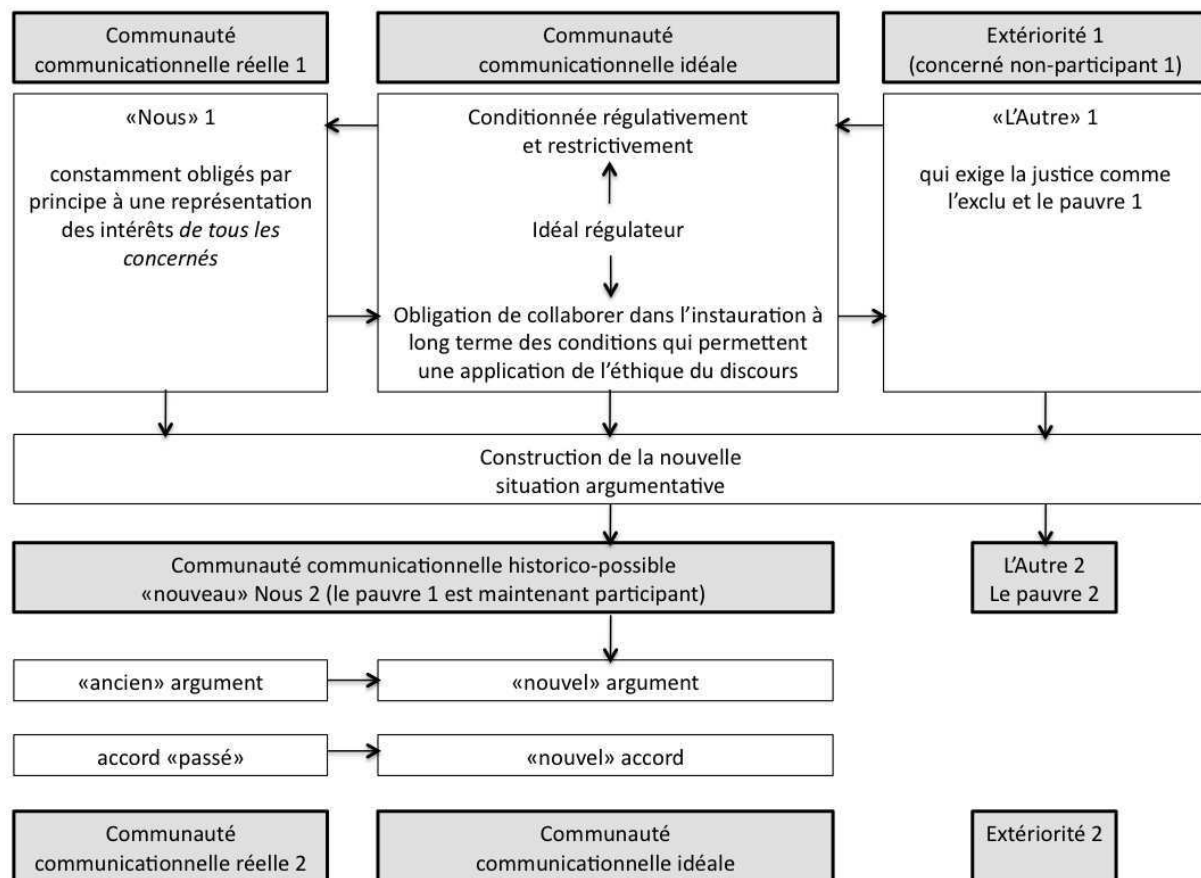 Communauté
communicationnelle réelle 1
Communauté
communicationnelle idéale
Extériorité 1
(concerné non-participant 1)
«Nous» 1
constamment obligés par
principe à une représentation
des intérêts de tous les
concernés
Conditionnée régulativement
et restrictivement
Idéal régulateur
Obligation de collaborer dans l’instauration à
long terme des conditions qui permettent
une application de l’éthique du discours
«L’Autre» 1
qui exige la justice comme
l’exclu et le pauvre 1
Construction de la nouvelle
situation argumentative
Communauté communicationnelle historico-possible
«nouveau» Nous 2 (le pauvre 1 est maintenant participant)
L’Autre 2
Le pauvre 2
«ancien» argument
«nouvel» argument
accord «passé»
«nouvel» accord
Communauté
communicationnelle réelle 2
Communauté
communicationnelle idéale
Extériorité 2